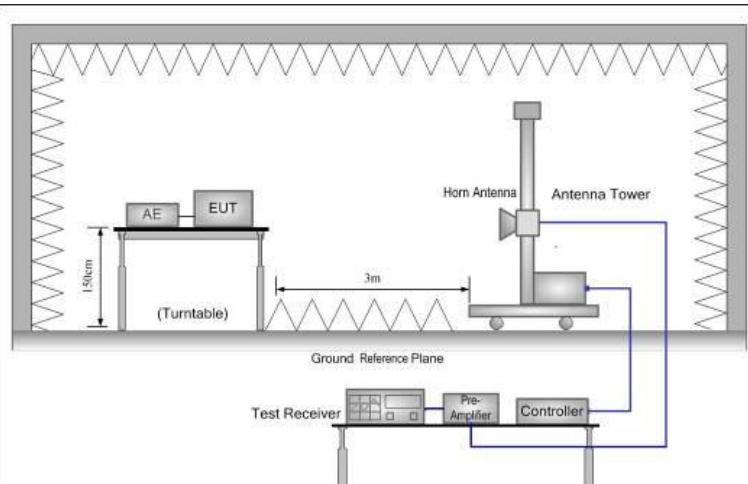 Horn Antenna
Antenna Tower
AE
EUT
150cm
3m
(Turntable)
Ground Reference Plane
Test Receiver
Pre-
Amplifier
Controller